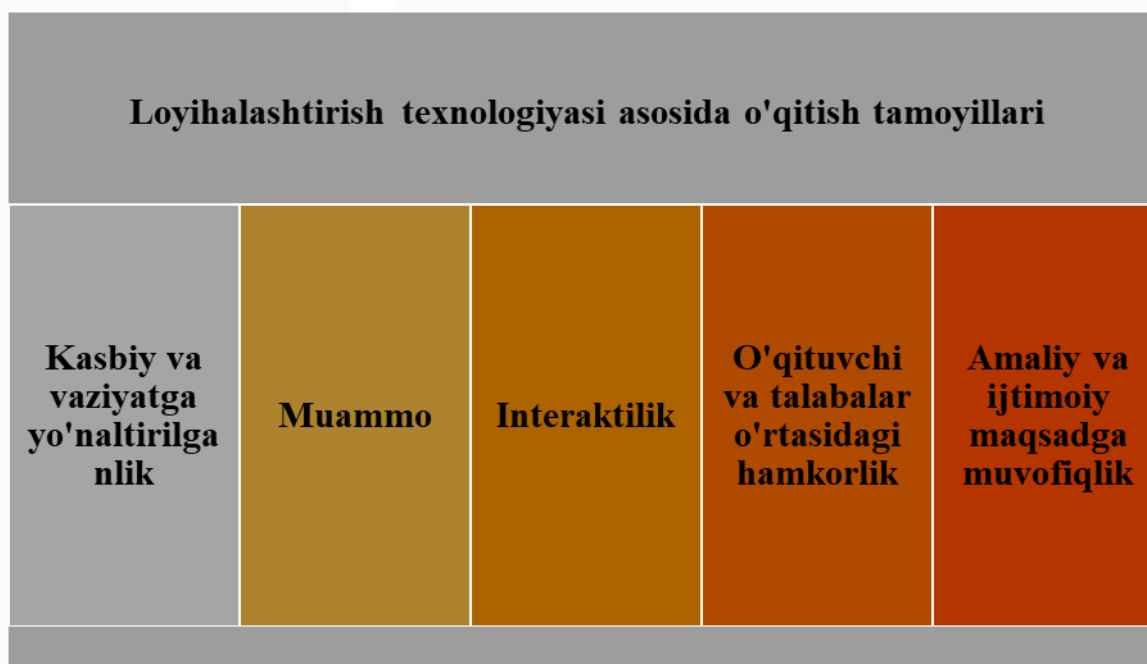 Loyihalashtirish texnologiyasi asosida o'qitish tamoyillari
Kasbiy va
vaziyatga
yo'naltirilga
nlik
Muammo
Interaktilik
O'qituvchi
va talabalar
o'rtasidagi
hamkorlik
Amaliy va
ijtimoiy
maqsadga
muvofiqlik